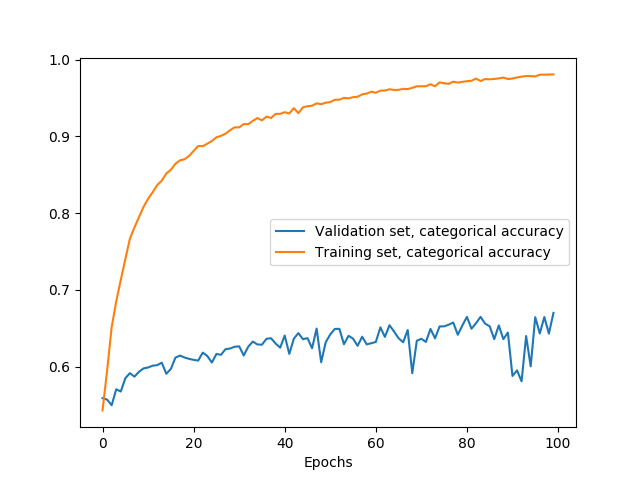 1.0
0.9
0.8
0.7
0.6
Validation set, categorical accuracy
Training set, categorical accuracy
0 20 40 60 80 100
Epochs